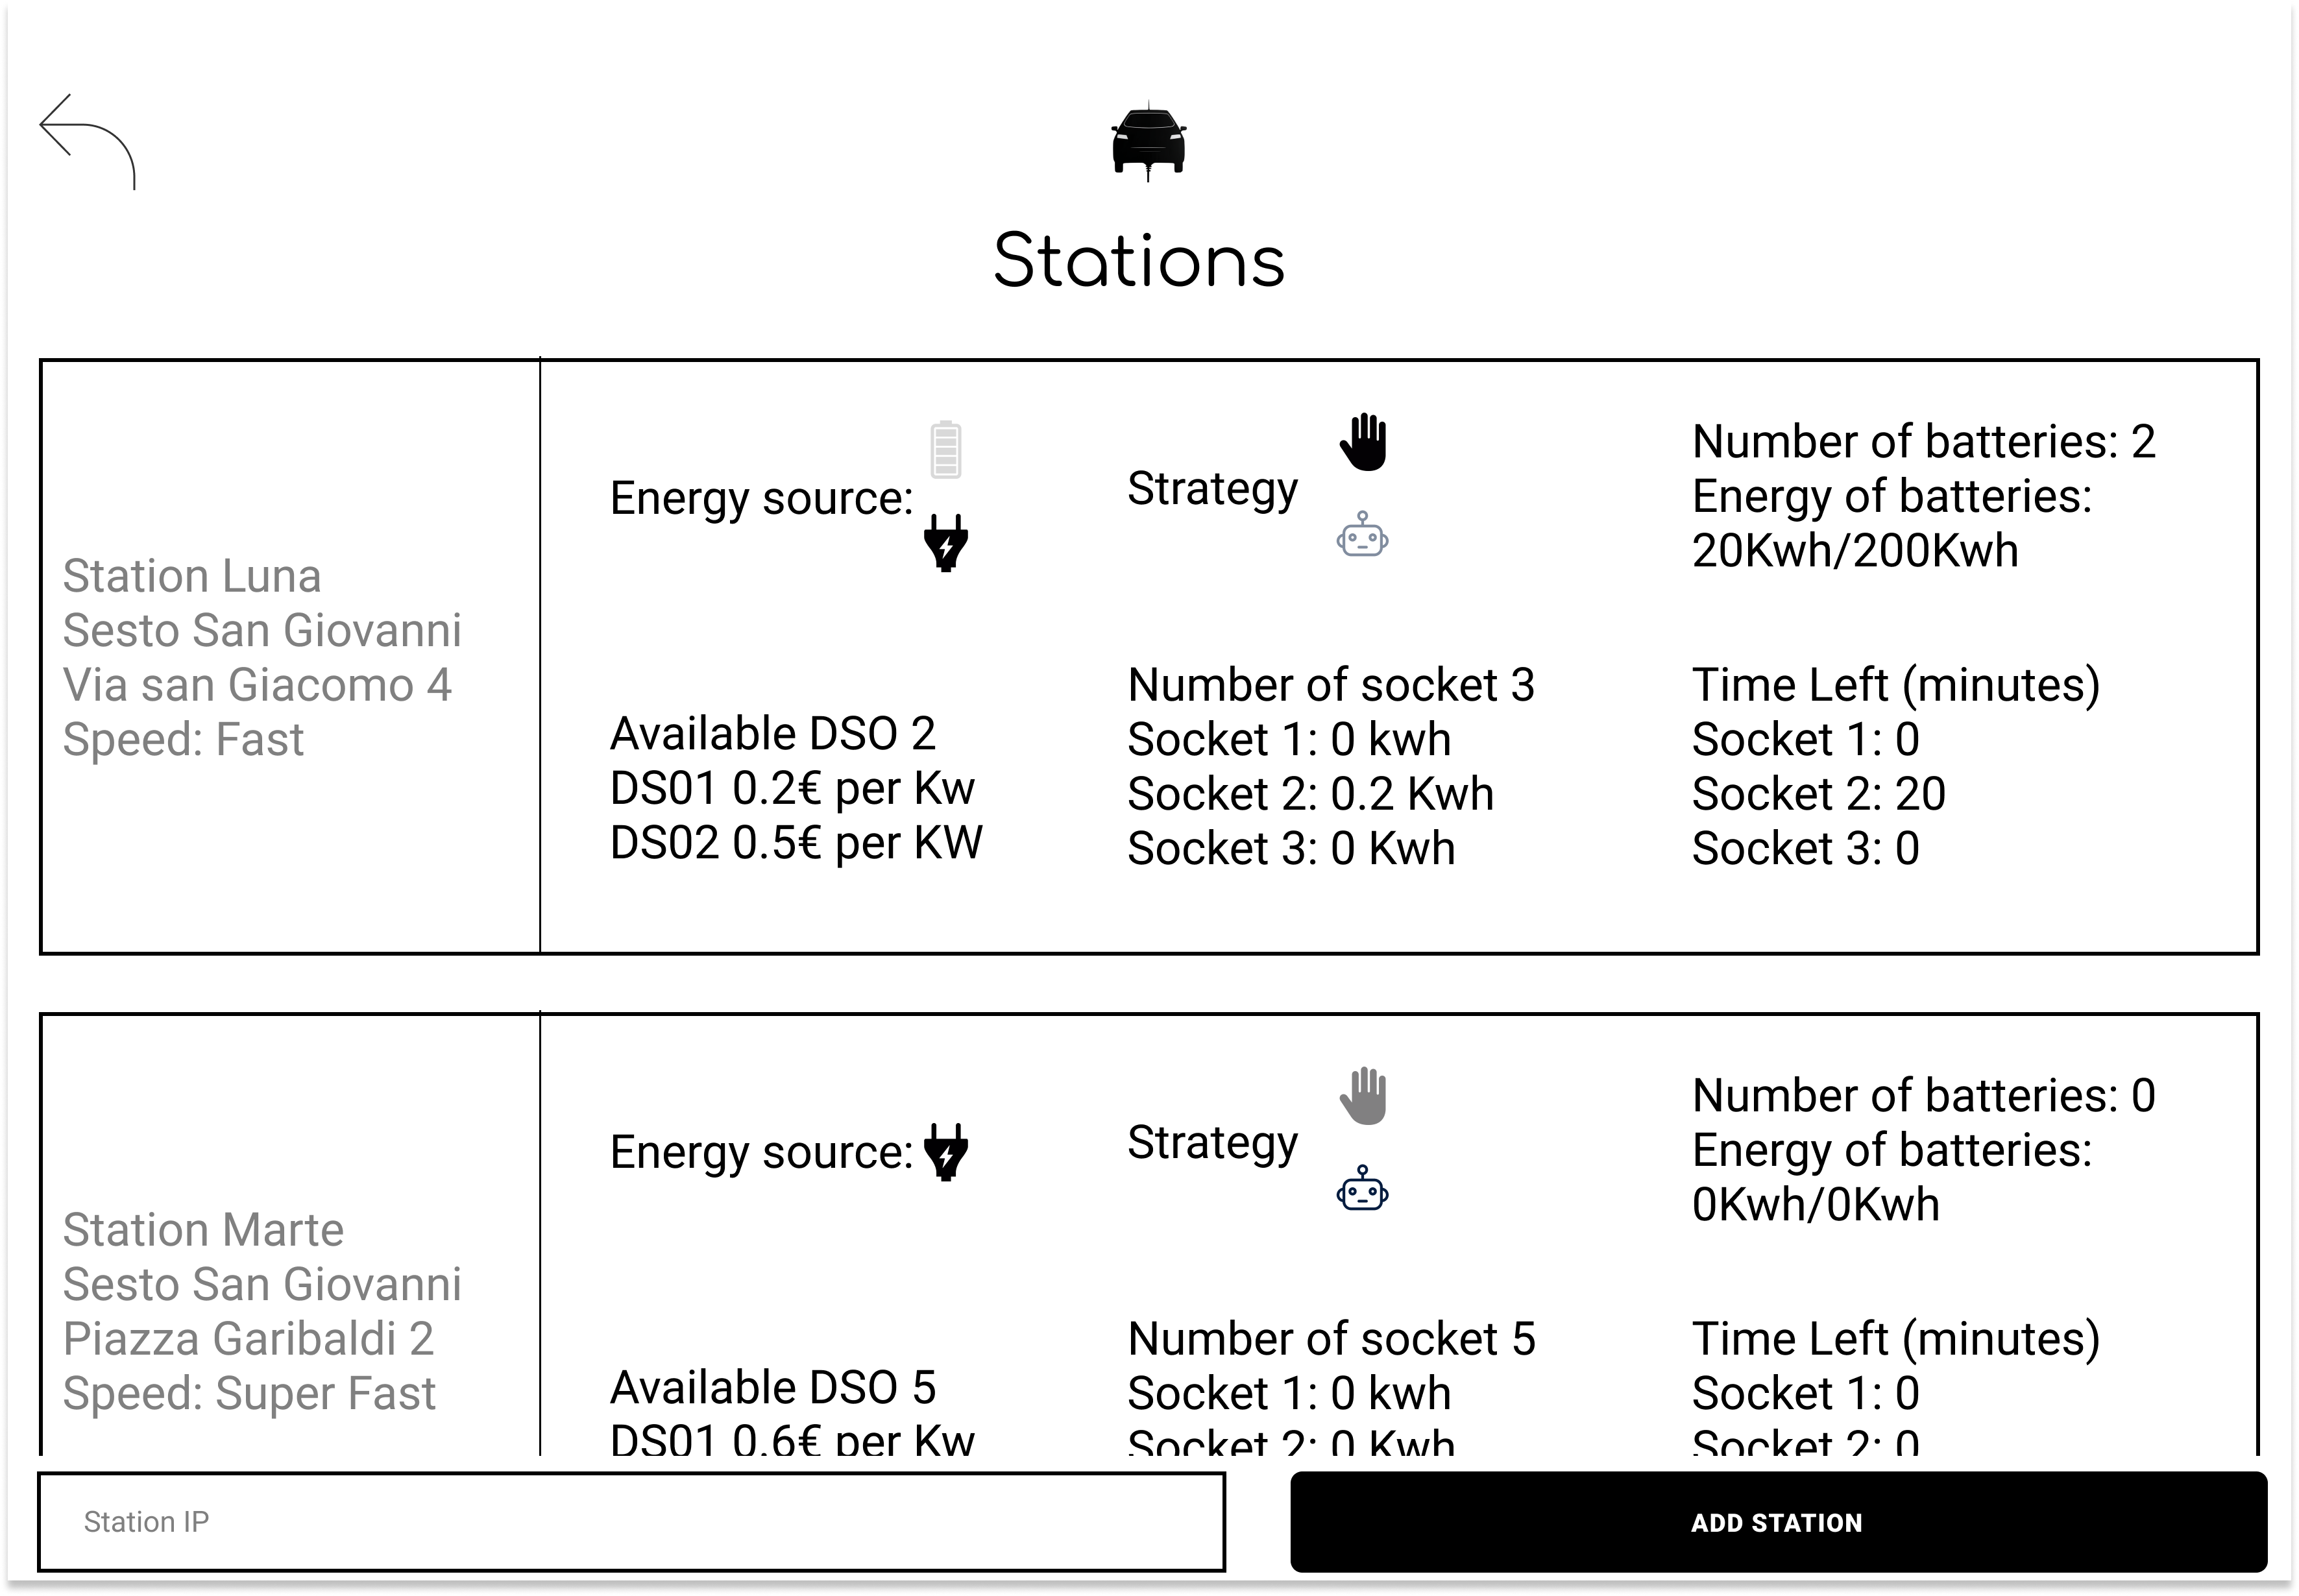 Stations
Station Luna
Sesto San Giovanni
Via san Giacomo 4
Speed: Fast
Energy source:
Strategy
Number of batteries: 2
Energy of batteries:
20Kwh/200Kwh
Available DSO 2
DS01 0.2€ per Kw
DS02 0.5€ per KW
Number of socket 3
Socket 1: 0 kwh
Socket 2: 0.2 Kwh
Socket 3: 0 Kwh
Time Left (minutes)
Socket 1: 0
Socket 2: 20
Socket 3: 0
Station Marte
Sesto San Giovanni
Piazza Garibaldi 2
Speed: Super Fast
Energy source:
Strategy
Number of batteries: 0
Energy of batteries:
0Kwh/0Kwh
Available DSO 5
DS01 0.6€ per Kw
Number of socket 5
Socket 1: 0 kwh
Socket 2: 0 Kwh
Time Left (minutes)
Socket 1: 0
Socket 2: 0
Station IP
ADD STATION